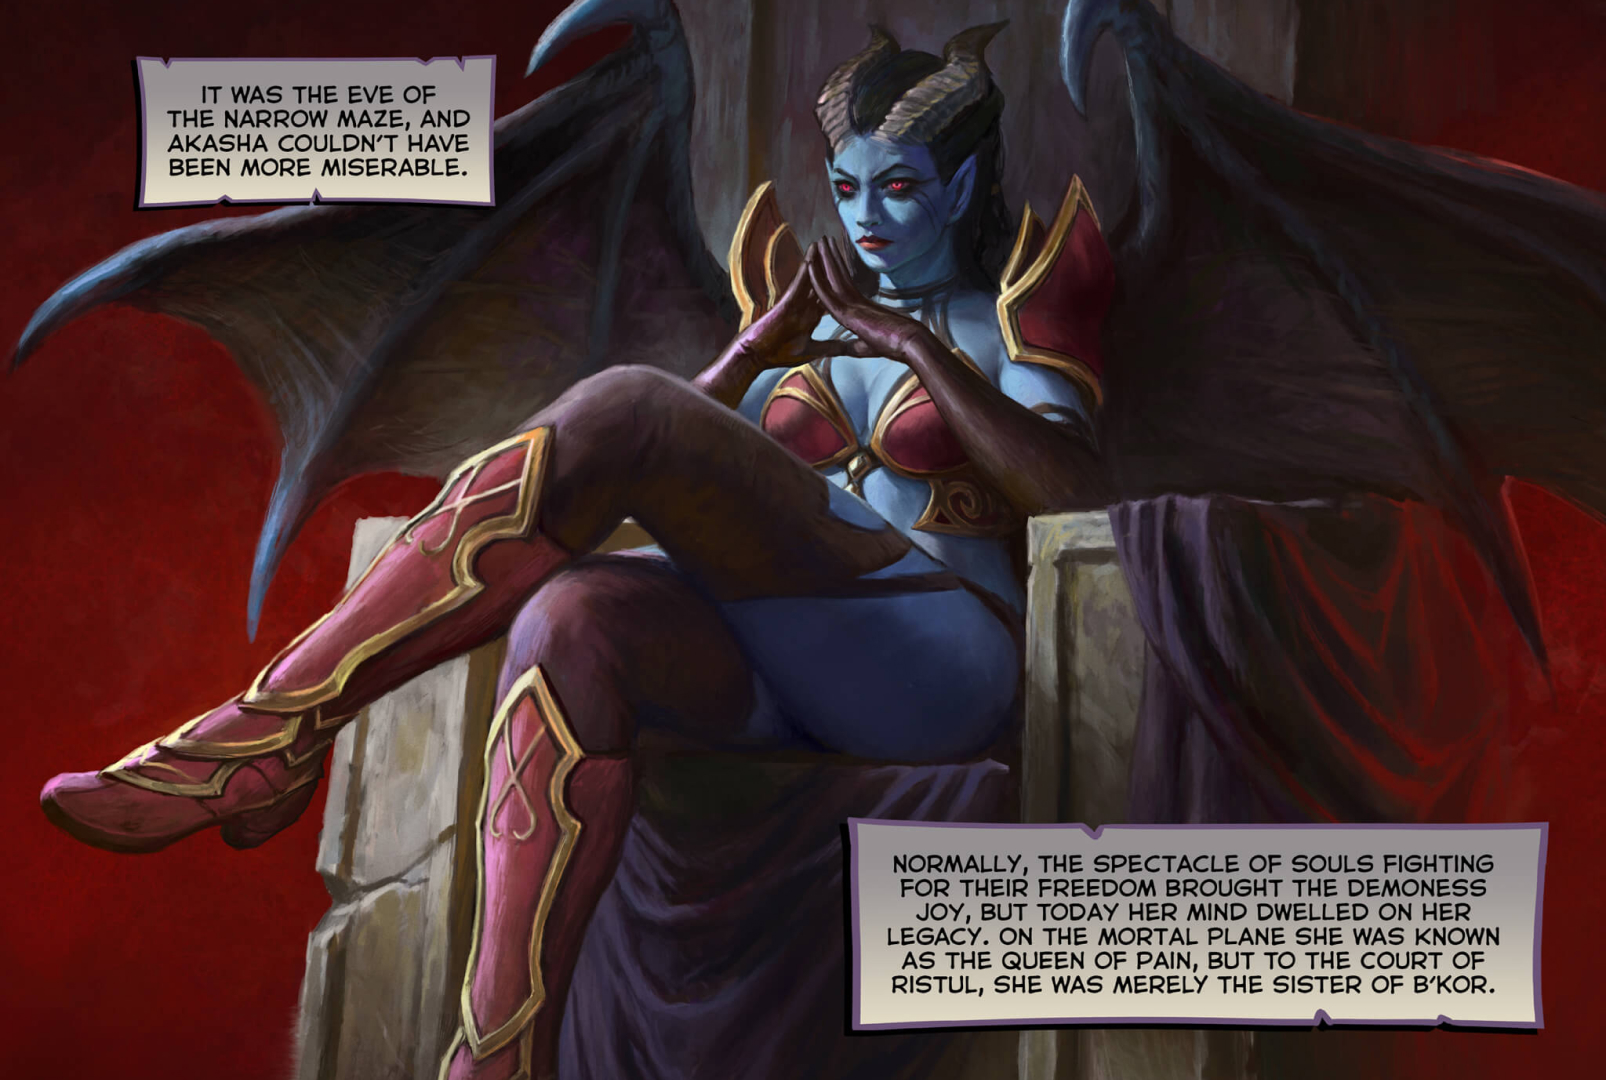 IT WAS THE EVE OF
THE NARROW MAZE, AND
AKASHA COULDN'T HAVE
BEEN MORE MISERABLE.
NORMALLY, THE SPECTACLE OF SOULS FIGHTING
FOR THEIR FREEDOM BROUGHT THE DEMONESS
JOY, BUT TODAY HER MIND DWELLED ON HER
LEGACY. ON THE MORTAL PLANE SHE WAS KNOWN
AS THE QUEEN OF PAIN, BUT TO THE COURT OF
RISTUL, SHE WAS MERELY THE SISTER OF B'KOR.